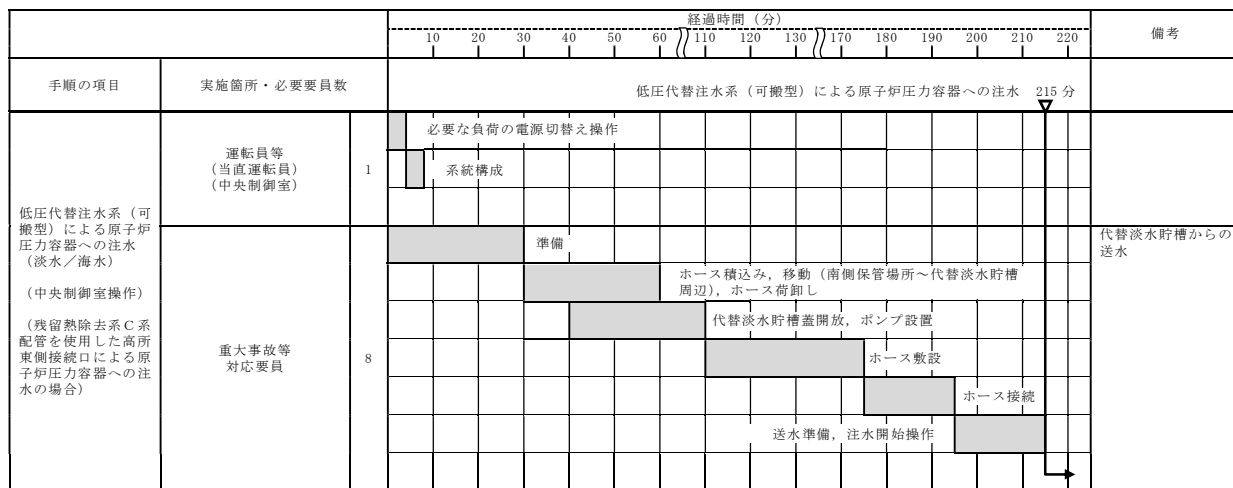 経過時間（分）
備考
10 20 30 40 50 60 110 120 130 170 180 190 200 210 220
手順の項目
実施箇所・必要要員数
低圧代替注水系（可搬型）による原子炉圧力容器への注水 215 分
必要な負荷の電源切替え操作
運転員等
（当直運転員）
（中央制御室）
1
系統構成
低圧代替注水系（可
搬型）による原子炉
圧力容器への注水
（淡水／海水）
（中央制御室操作）
（残留熱除去系Ｃ系
配管を使用した高所
東側接続口による原
子炉圧力容器への注
水の場合）
重大事故等
対応要員
8
準備
ホース積込み，移動（南側保管場所～代替淡水貯槽
周辺），ホース荷卸し
代替淡水貯槽蓋開放，ポンプ設置
ホース敷設
ホース接続
送水準備，注水開始操作
代替淡水貯槽からの
送水